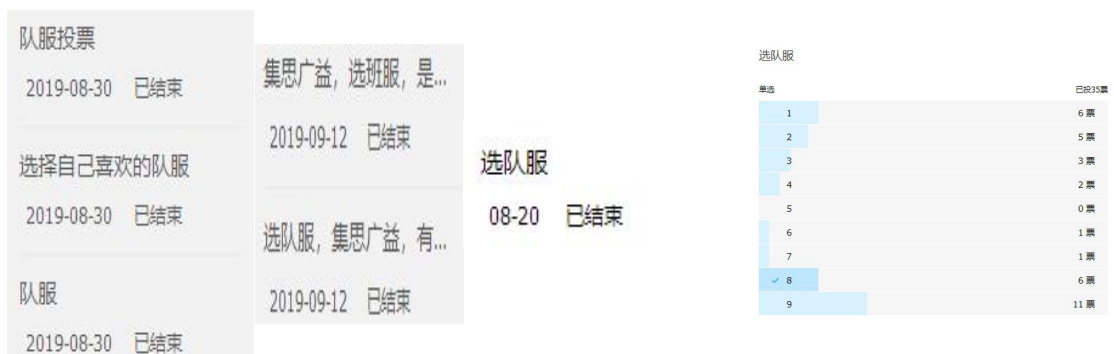 队服投票
2019-08-30 已结束
选择自己喜欢的队服
2019-08-30 已结束
队服
2019-08-30 已结束
集思广益，选班服，是...
2019-09-12 已结束
选队服，集思广益，有...
2019-09-12 已结束
选队服
08-20 已结束
选队服
单选 已投35票
1 6 票
2 5 票
3 3 票
4 2 票
5 0 票
6 1 票
7 1 票
8 6 票
9 11 票